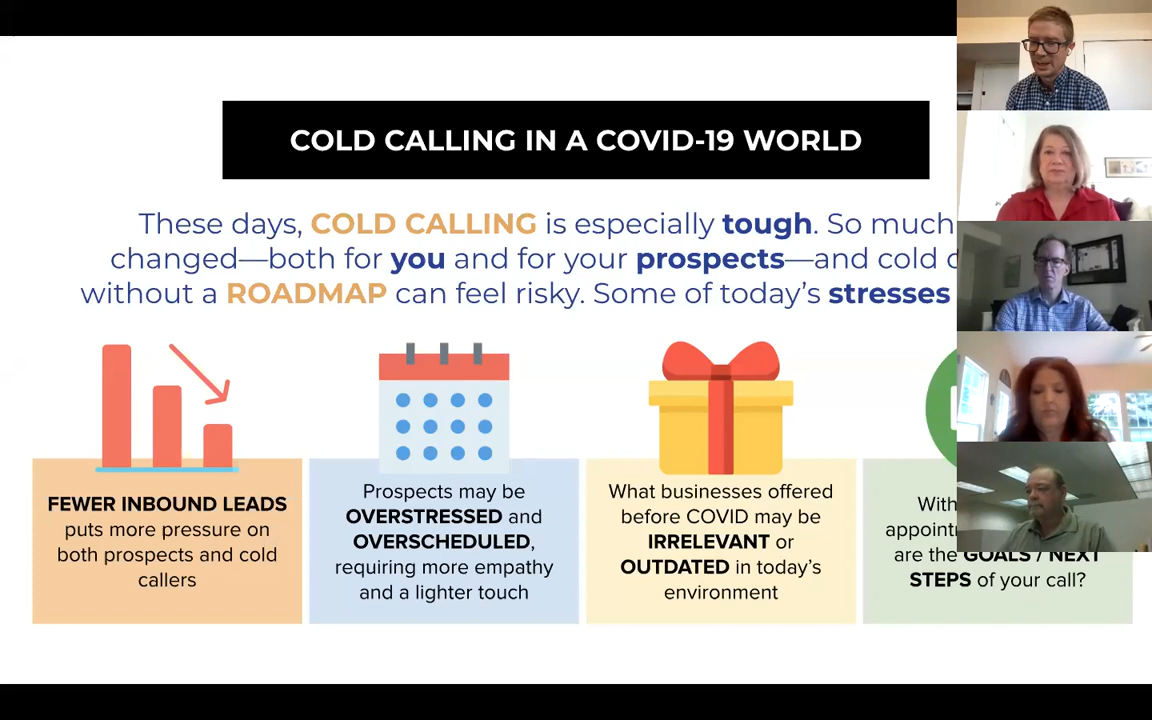 COLD CALLING IN A COVID-19 WORLD
These days, COLD CALLING is especially tough. So much
changed—both for you and for your prospects—and cold
without a ROADMAP can feel risky. Some of today's stresses
FEWER INBOUND LEADS
puts more pressure on
both prospects and cold
callers
Prospects may be
OVERSTRESSED and
OVERSCHEDULED,
requiring more empathy
and a lighter touch
What businesses offered
before COVID may be
IRRELEVANT or
OUTDATED in today's
environment
are the GOALS / NEXT
STEPS of your call?